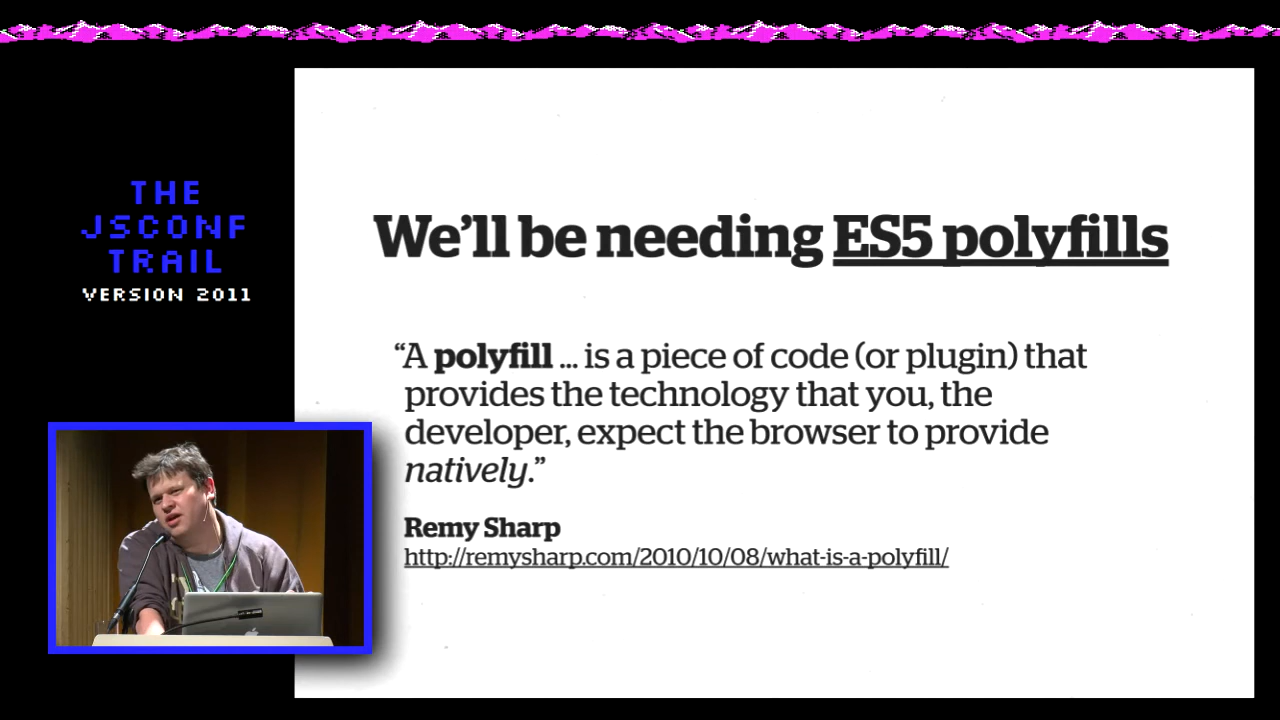 THE
JSCONF
TRAIL
VERSION 2011
We’ll be needing ES5 polyfills
“A polyfill ... is a piece of code (or plugin) that
provides the technology that you, the
developer, expect the browser to provide
natively.”
Remy Sharp
http://remysharp.com/2010/10/08/what-is-a-polyfill/